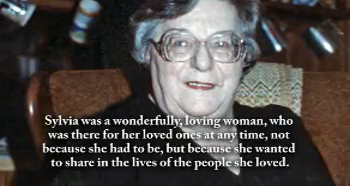 Sylvia was a wonderfully, loving woman, who
was there for her loved ones at any time, not
because she had to be, but because she wanted
to share in the lives of the people she loved.